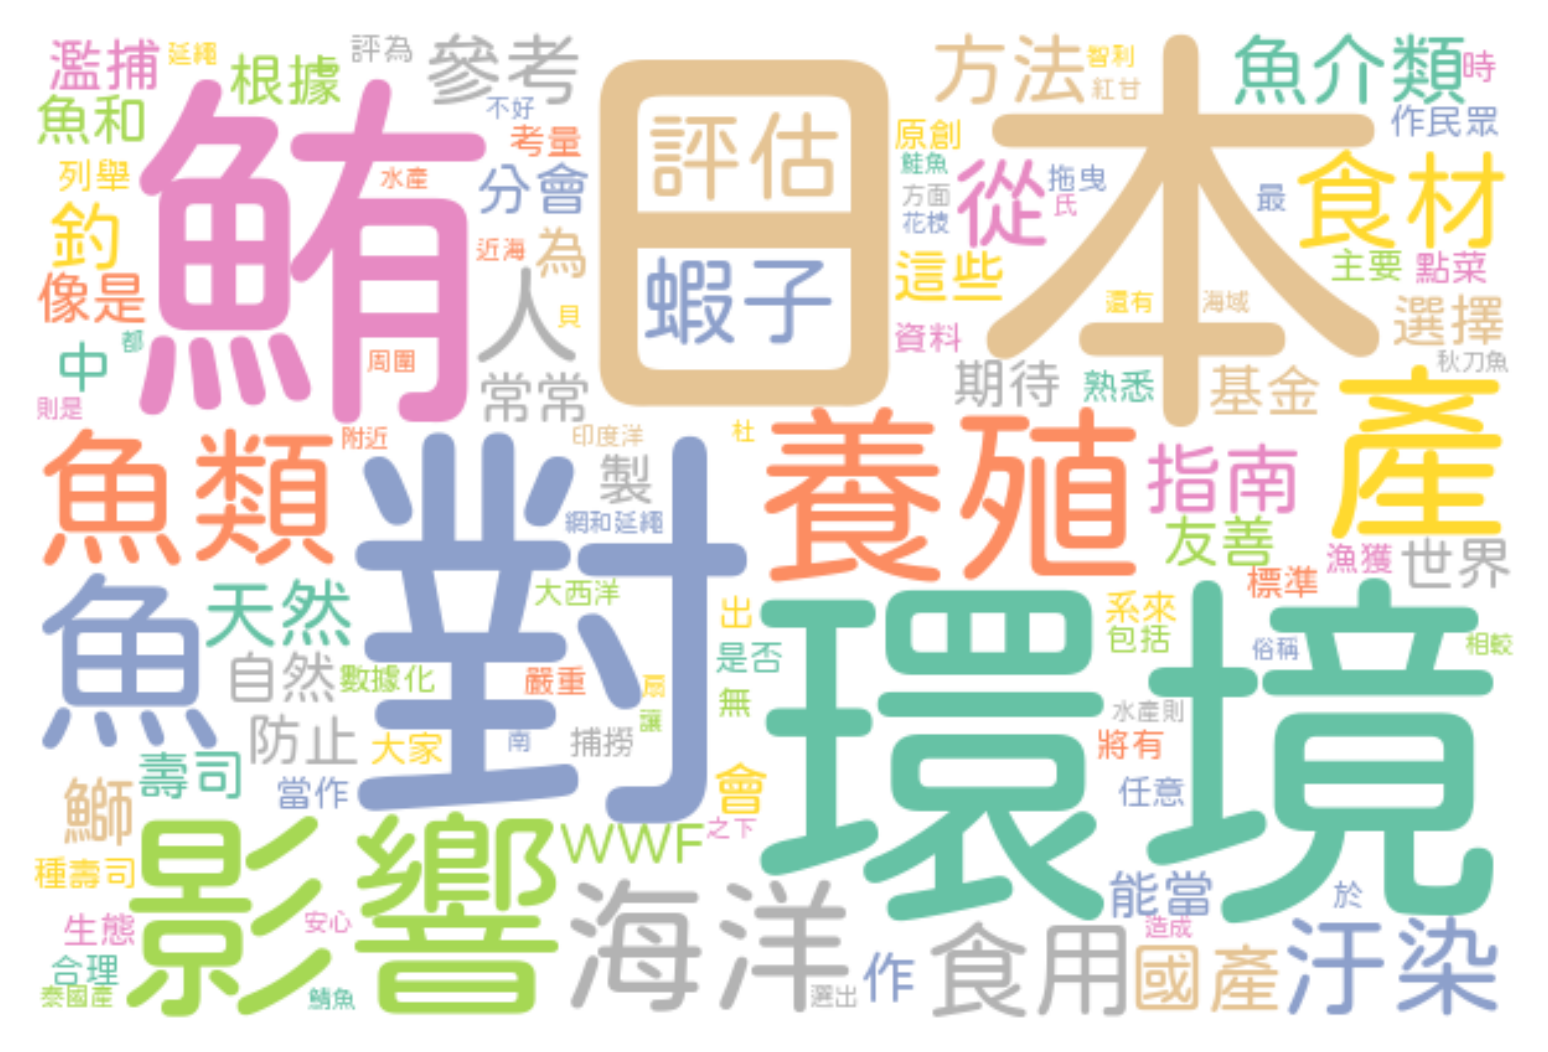 濫捕
延繩
根據
評為
參考
日本
方法
智利
魚介類
時
魚和
鮪
不好
考量
評估
紅甘
作民眾
原創
列舉
水產
分會
鮭魚
從
拖曳
氏
最
食材
方面
花枝
釣
近海
為
蝦子
這些
主要
點菜
像是
人
貝
還有
海域
選擇
中
都
周圍
資料
秋刀魚
則是
常常
期待
熟悉
基金
產
魚類
附近
對
印度洋
杜
養殖
指南
製
網和延繩
友善
漁獲
世界
魚
天然
大西洋
出
環境
系來
標準
包括
俗稱
相較
自然
數據化
嚴重
扇
是否
讓
無
水產則
防止
大家
南
捕撈
將有
壽司
會
任意
鰤
當作
影響
WWF
之下
種壽司
海洋
能當
於
生態
安心
食用
造成
汙染
合理
作
國產
泰國產
鯖魚
選出